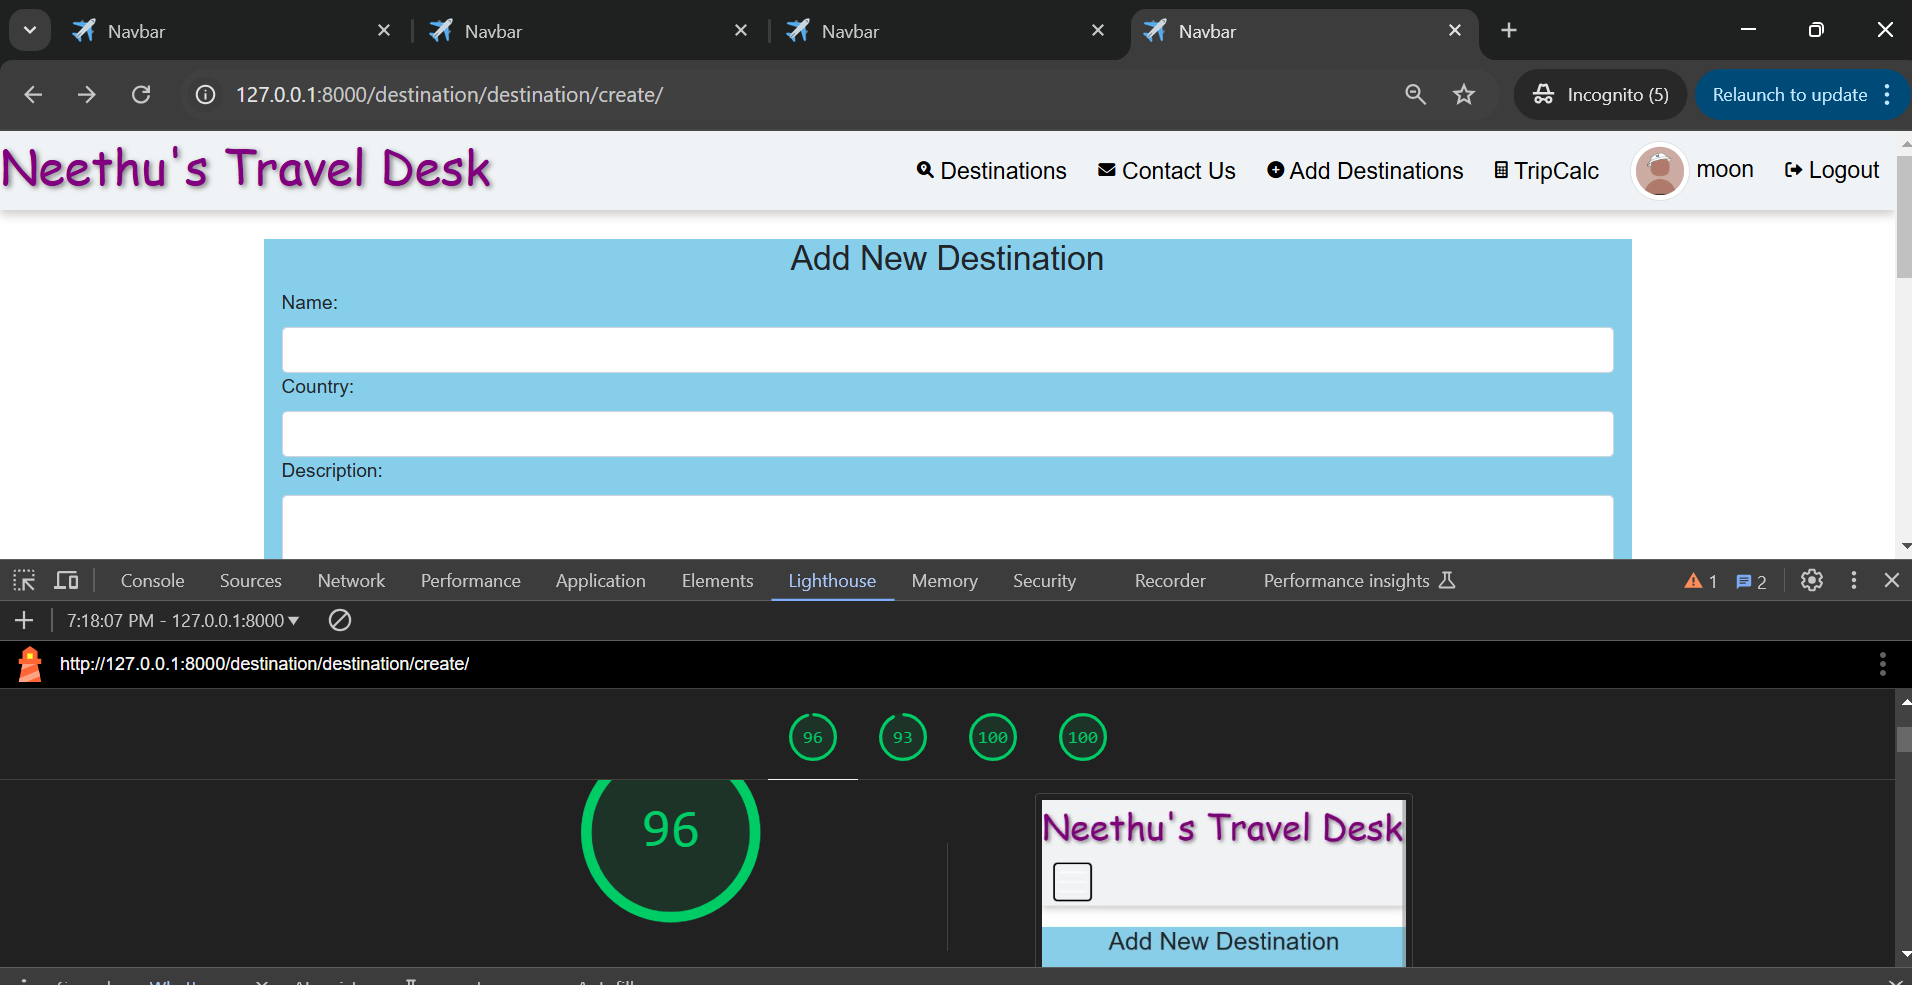 Navbar Navbar Navbar Navbar
127.0.0.1:8000/destination/destination/create/ Incognito (5) Relaunch to update
Neethu's Travel Desk Destinations Contact Us Add Destinations TripCalc moon Logout
Add New Destination
Name:
Country:
Description:
Console Sources Network Performance Application Elements Lighthouse Memory Security Recorder Performance insights 1 2
7:18:07 PM - 127.0.0.1:8000
http://127.0.0.1:8000/destination/destination/create/
96 93 100 100
96
Neethu's Travel Desk
Add New Destination